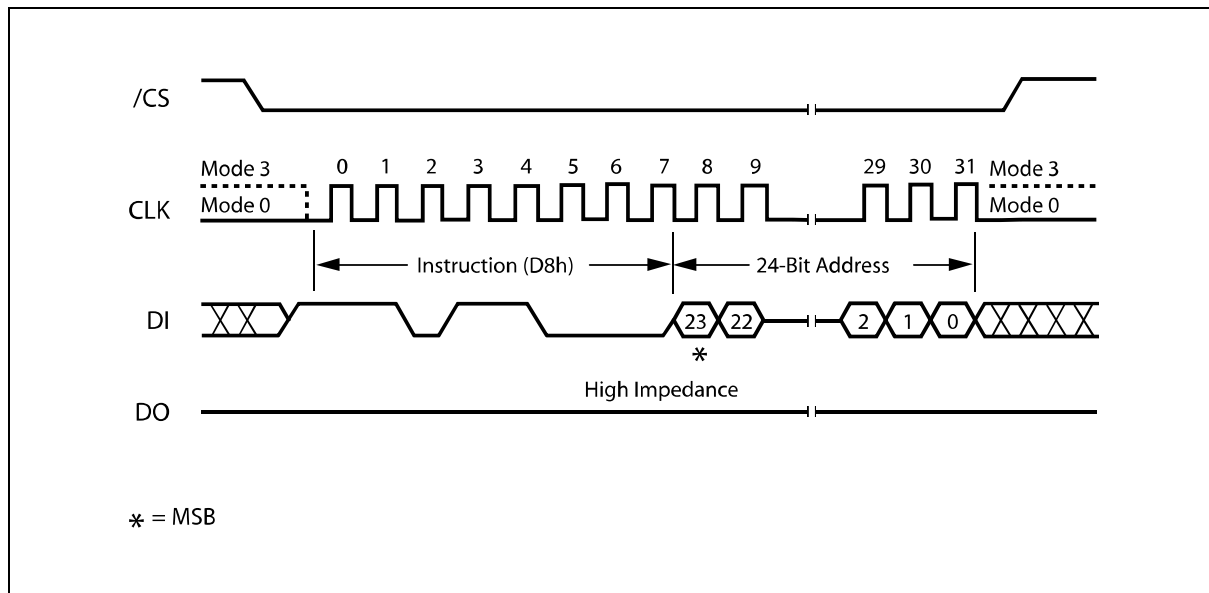 /CS
Mode 3 0 1 2 3 4 5 6 7 8 9 29 30 31 Mode 3
CLK Mode 0 Mode 0
Instruction (D8h) 24-Bit Address
DI 23 22 2 1 0
*
High Impedance
DO
* = MSB